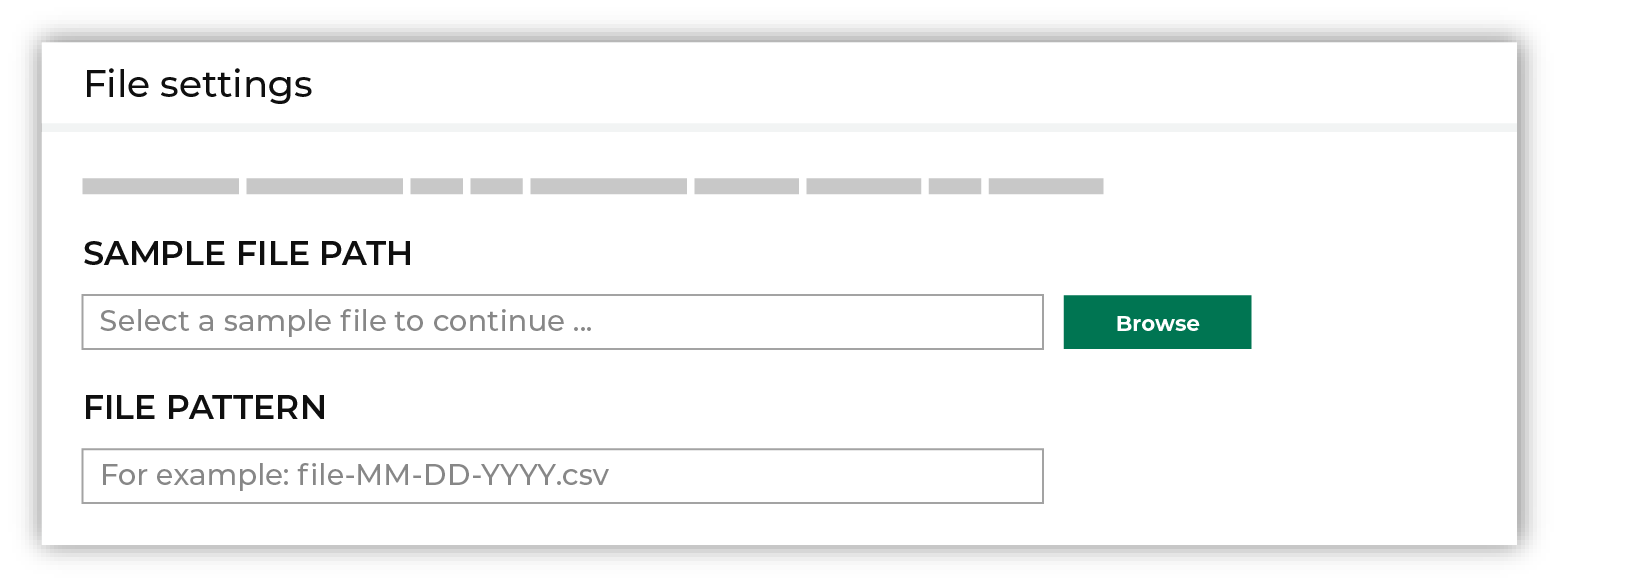 File settings
SAMPLE FILE PATH
Select a sample file to continue ...
Browse
FILE PATTERN
For example: file-MM-DD-YYYY.csv